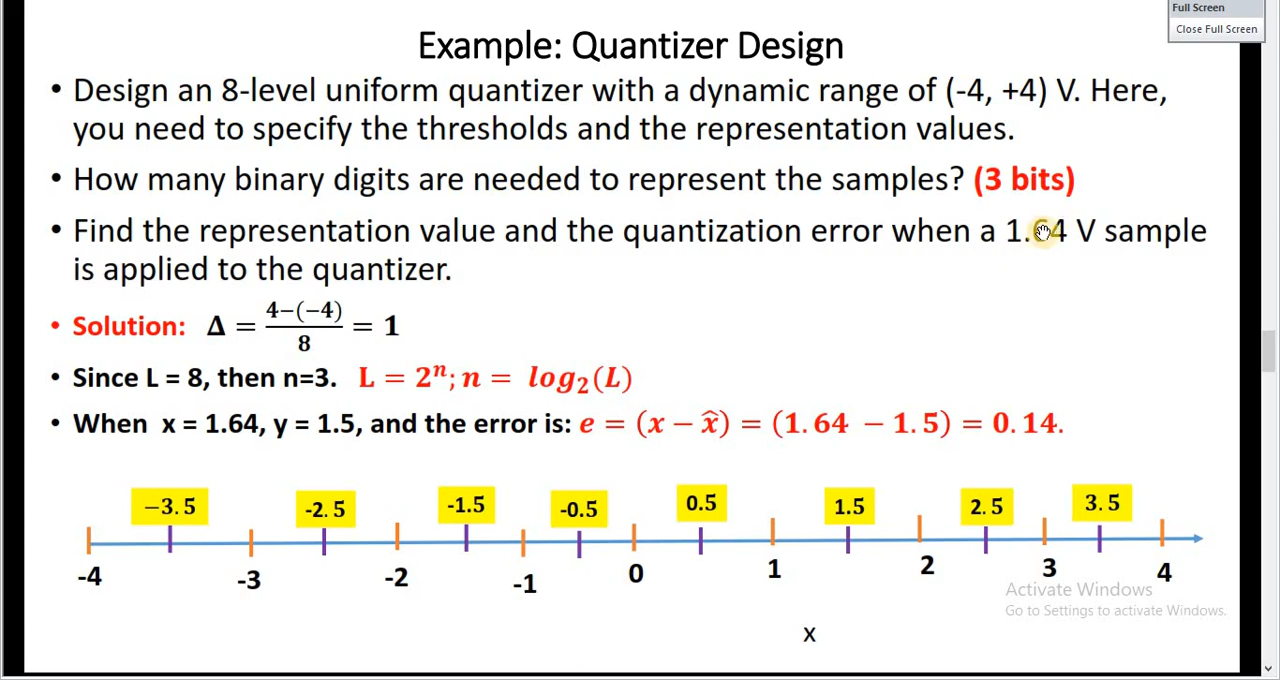 Full Screen
Close Full Screen
Example: Quantizer Design
• Design an 8-level uniform quantizer with a dynamic range of (-4, +4) V. Here,
you need to specify the thresholds and the representation values.
• How many binary digits are needed to represent the samples? (3 bits)
• Find the representation value and the quantization error when a 1.64 V sample
is applied to the quantizer.
• Solution: Δ = \frac{4−(−4)}{8} = 1
• Since L = 8, then n=3. L = 2ⁿ; n = log₂(L)
• When x = 1.64, y = 1.5, and the error is: e = (x − x̂) = (1.64 − 1.5) = 0.14.
−3.5 -2.5 -1.5 -0.5 0.5 1.5 2.5 3.5
-4 -3 -2 -1 0 1 2 3 4
Activate Windows
Go to Settings to activate Windows.
x